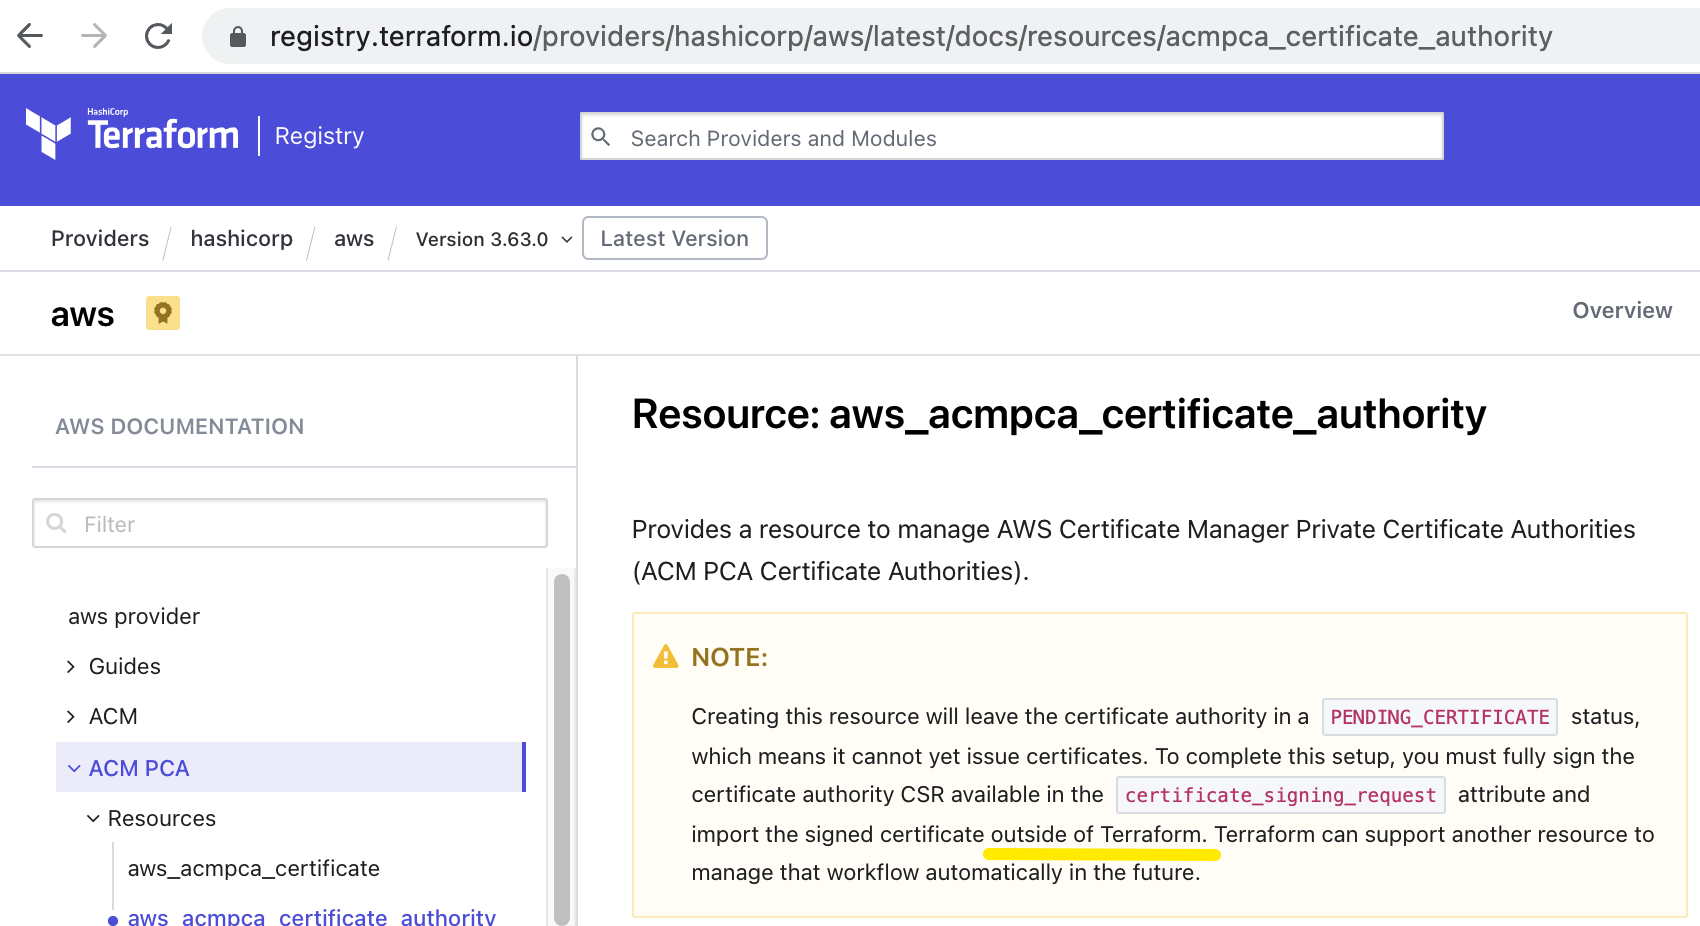 registry.terraform.io/providers/hashicorp/aws/latest/docs/resources/acmpca_certificate_authority
HashiCorp
Terraform
Registry
Search Providers and Modules
Providers / hashicorp / aws / Version 3.63.0 Latest Version
aws
Overview
AWS DOCUMENTATION
Filter
aws provider
Guides
ACM
ACM PCA
Resources
aws_acmpca_certificate
aws_acmpca_certificate_authority
Resource: aws_acmpca_certificate_authority
Provides a resource to manage AWS Certificate Manager Private Certificate Authorities
(ACM PCA Certificate Authorities).
NOTE:
Creating this resource will leave the certificate authority in a PENDING_CERTIFICATE status,
which means it cannot yet issue certificates. To complete this setup, you must fully sign the
certificate authority CSR available in the certificate_signing_request attribute and
import the signed certificate outside of Terraform. Terraform can support another resource to
manage that workflow automatically in the future.